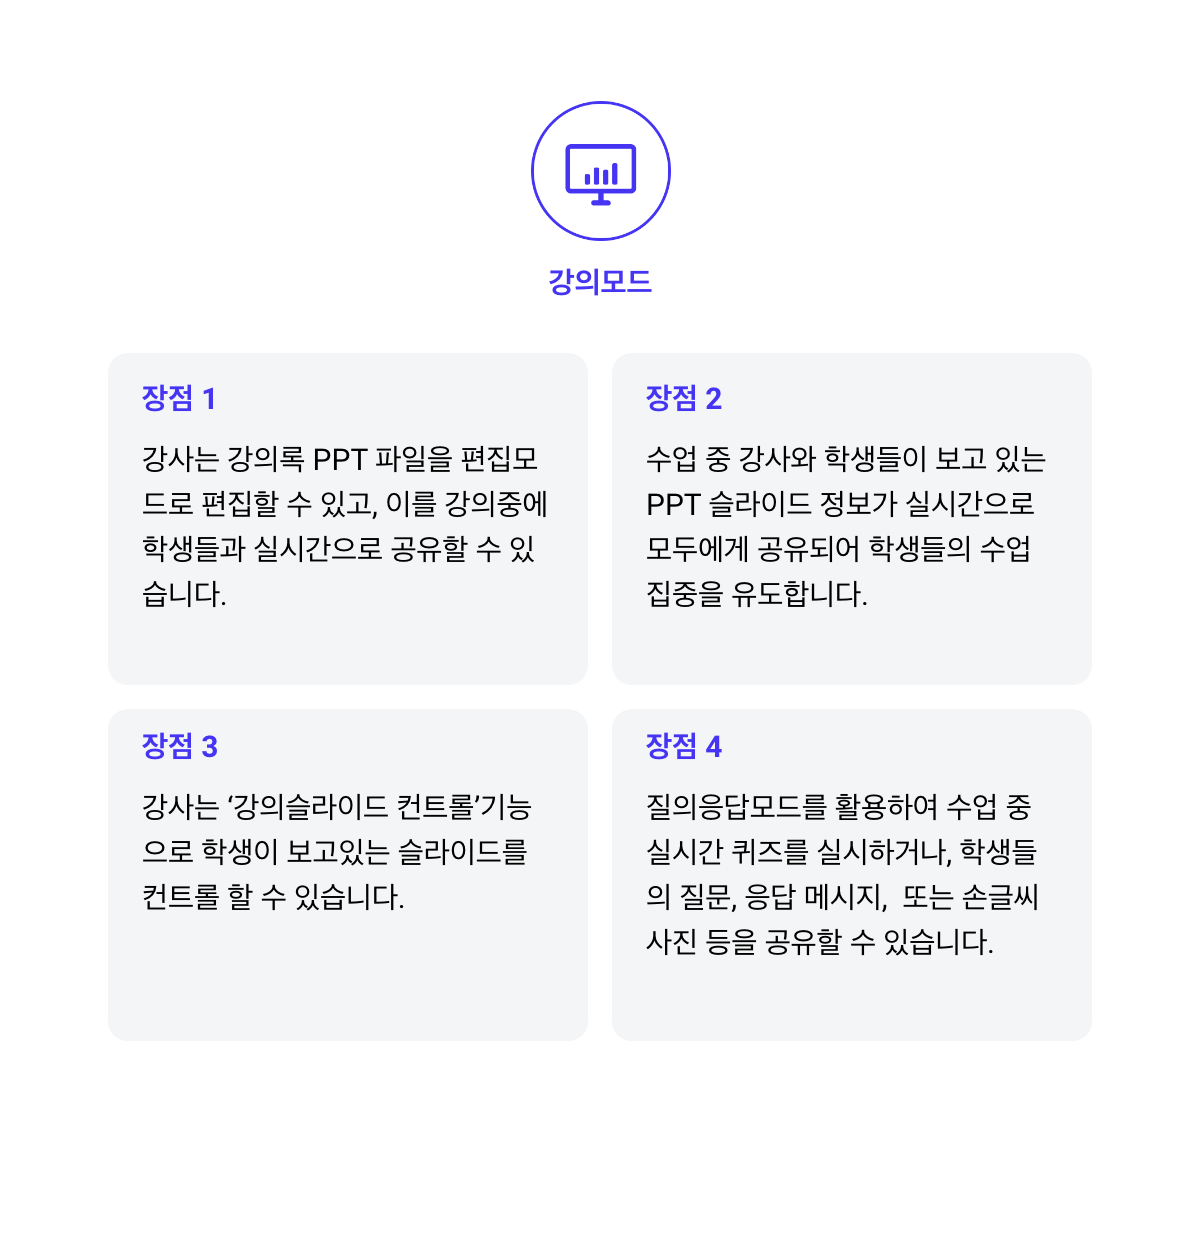 강의모드
장점 1
강사는 강의록 PPT 파일을 편집모
드로 편집할 수 있고, 이를 강의중에
학생들과 실시간으로 공유할 수 있
습니다.
장점 2
수업 중 강사와 학생들이 보고 있는
PPT 슬라이드 정보가 실시간으로
모두에게 공유되어 학생들의 수업
집중을 유도합니다.
장점 3
강사는 ‘강의슬라이드 컨트롤’기능
으로 학생이 보고있는 슬라이드를
컨트롤 할 수 있습니다.
장점 4
질의응답모드를 활용하여 수업 중
실시간 퀴즈를 실시하거나, 학생들
의 질문, 응답 메시지,  또는 손글씨
사진 등을 공유할 수 있습니다.